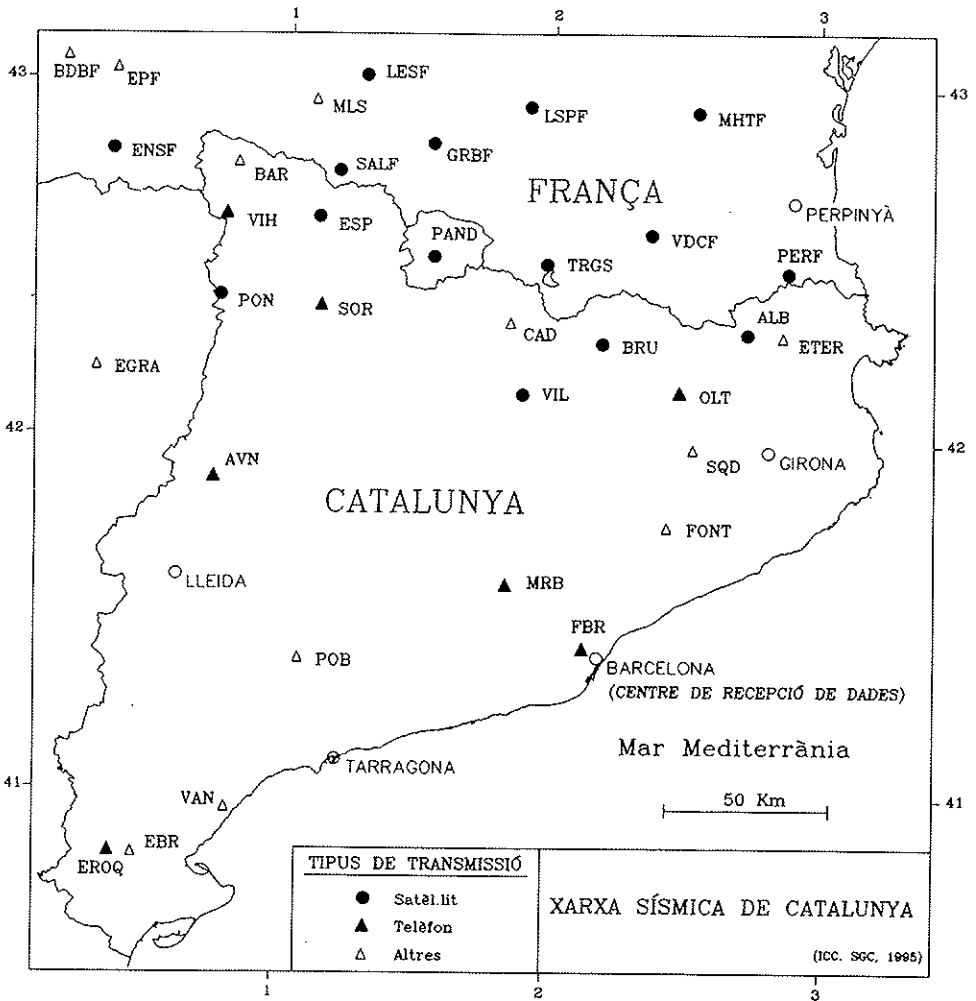 1 2 3
43 43
BDBF
EPF
LESF
MLS
LSPF
MHTF
ENSF
GRBF
BAR
SALF
FRANÇA
VIH
ESP
PAND
VDCF
PERPINYÀ
TRGS
PERF
PON
SOR
CAD
BRU
ALB
ETER
EGRA
VIL
OLT
42 42
AVN
SQD
GIRONA
CATALUNYA
FONT
LLEIDA
MRB
FBR
POB
BARCELONA
(CENTRE DE RECEPCIÓ DE DADES)
Mar Mediterrània
TARRAGONA
41 41
VAN
50 Km
EROQ
EBR
TIPUS DE TRANSMISSIÓ
Satèl.lit
Telèfon
Altres
XARXA SÍSMICA DE CATALUNYA
(ICC. SGC, 1995)
1 2 3